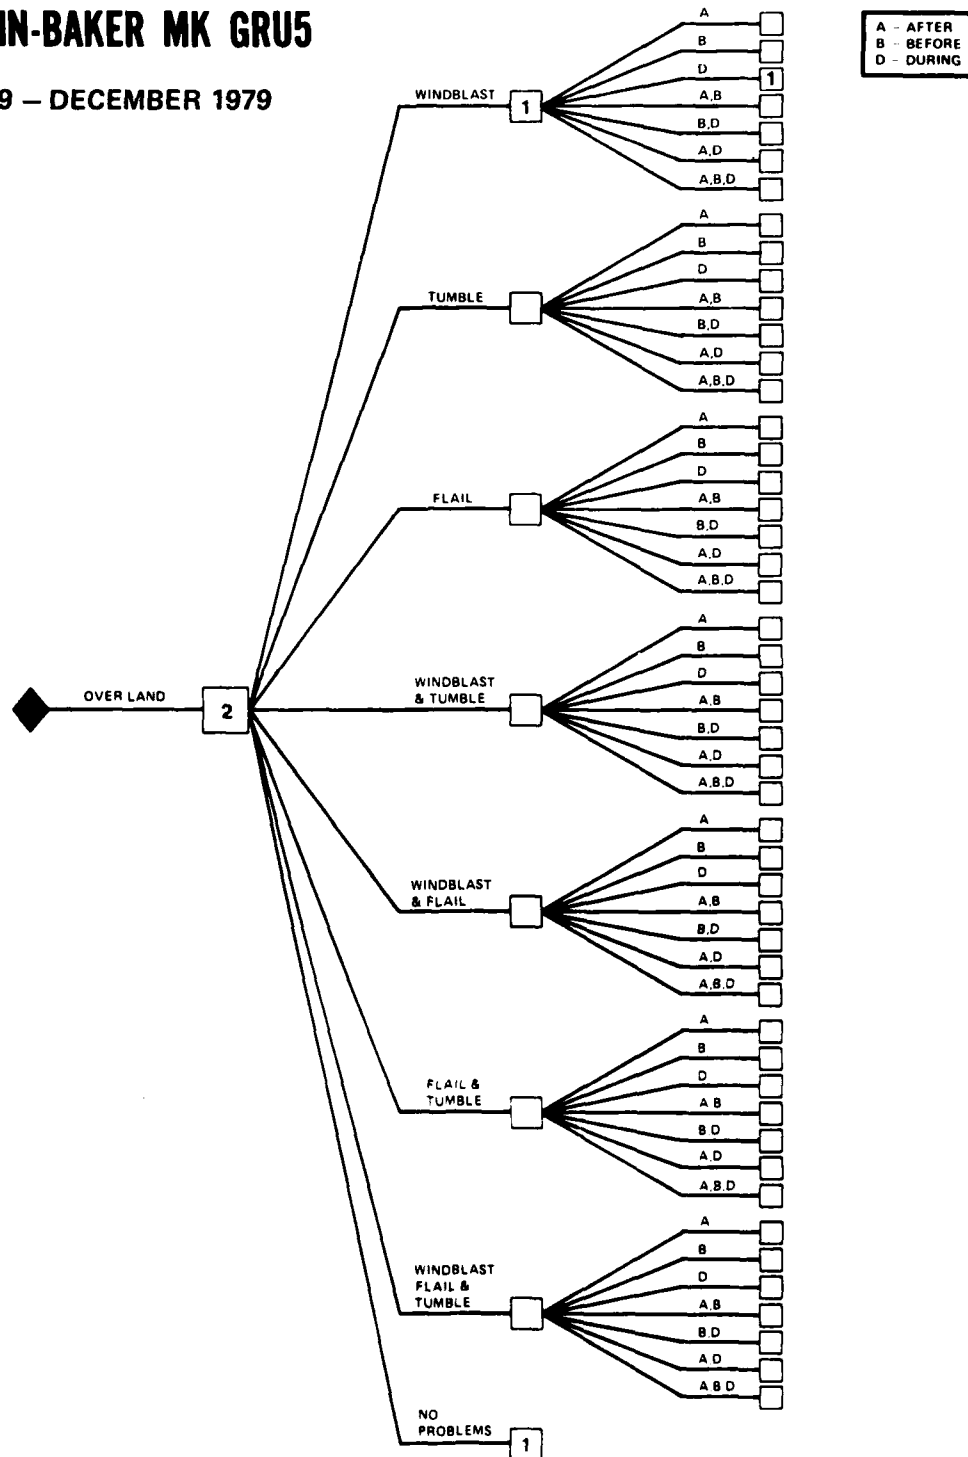 IN-BAKER MK GRU5
9 – DECEMBER 1979
A - AFTER
B - BEFORE
D - DURING
OVER LAND
2
WINDBLAST
1
A
B
D
1
A,B
B,D
A,D
A,B,D
TUMBLE
A
B
D
A,B
B,D
A,D
A,B,D
FLAIL
A
B
D
A,B
B,D
A,D
A,B,D
WINDBLAST
& TUMBLE
A
B
D
A,B
B,D
A,D
A,B,D
WINDBLAST
& FLAIL
A
B
D
A,B
B,D
A,D
A,B,D
FLAIL &
TUMBLE
A
B
D
A B
B D
A,D
A,B,D
WINDBLAST
FLAIL &
TUMBLE
A
B
D
A,B
B,D
A D
A B D
NO
PROBLEMS
1